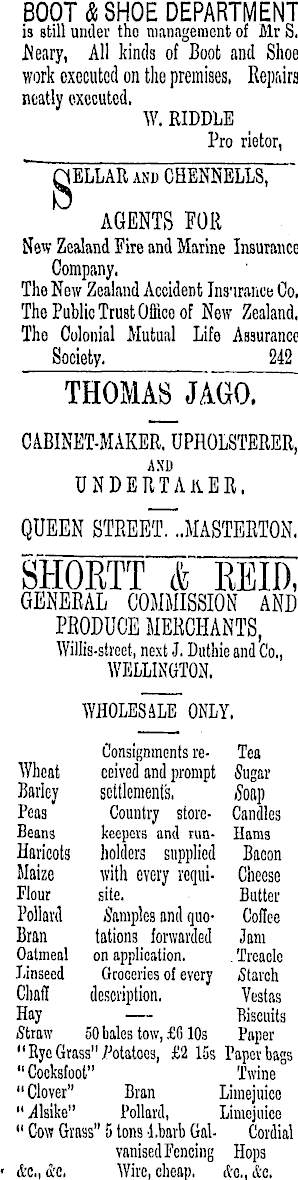 BOOT & SHOE DEPARTMENT
is still under the management of Mr S.
Neary, All kinds of Boot and Shoe
work executed on the premises. Repairs
neatly executed.
W. RIDDLE
Pro rietor,
SELLAR AND CHENNELLS,
AGENTS FOR
New Zealand Fire and Marine Insurance
Company.
The New Zealand Accident Insurance Co.
The Public Trust Office of New Zealand.
The Colonial Mutual Life Assurance
Society. 242
THOMAS JAGO.
CABINET-MAKER, UPHOLSTERER,
AND
UNDERTAKER.
QUEEN STREET. ..MASTERTON.
SHORTT & REID,
GENERAL COMMISSION AND
PRODUCE MERCHANTS,
Willis-street, next J. Duthie and Co.,
WELLINGTON.
WHOLESALE ONLY.
Consignments re- Tea
Wheat ceived and prompt Sugar
Barley settlements. Soap
Peas Country store- Candles
Beans keepers and run- Hams
Haricots holders supplied Bacon
Maize with every requi- Cheese
Flour site. Butter
Pollard Samples and quo- Coffee
Bran tations forwarded Jam
Oatmeal on application. Treacle
Linseed Groceries of every Starch
Chaff description. Vestas
Hay Biscuits
Straw 50 bales tow, £6 10s Paper
"Rye Grass" Potatoes, £2 15s Paper bags
"Cocksfoot" Twine
"Clover" Bran Limejuice
"Alsike" Pollard, Limejuice
"Cow Grass" 5 tons 4.barb Gal- Cordial
vanised Fencing Hops
&c., &c. Wire, cheap. &c., &c.